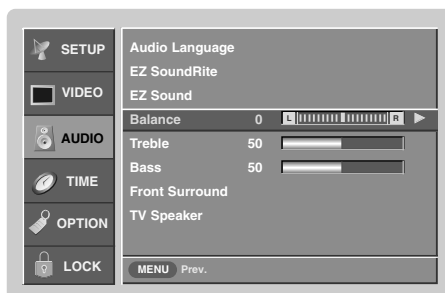 SETUP
VIDEO
AUDIO
TIME
OPTION
LOCK
Audio Language
EZ SoundRite
EZ Sound
Balance 0 L R
Treble 50
Bass 50
Front Surround
TV Speaker
MENU Prev.